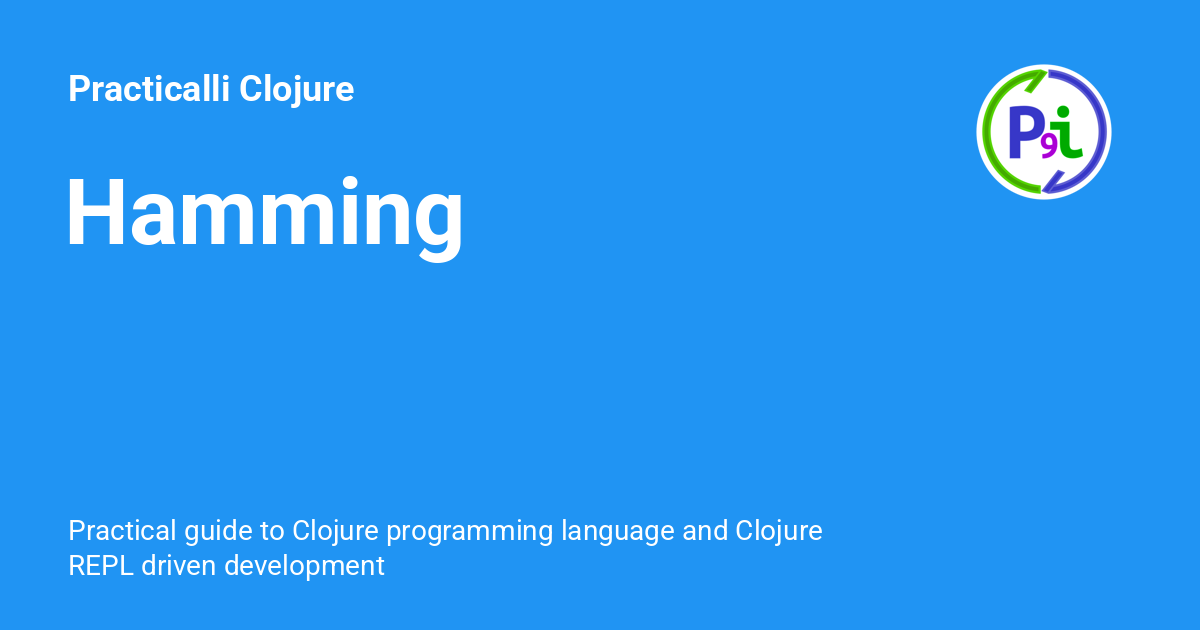 Practicalli Clojure
P9i
Hamming
Practical guide to Clojure programming language and Clojure
REPL driven development